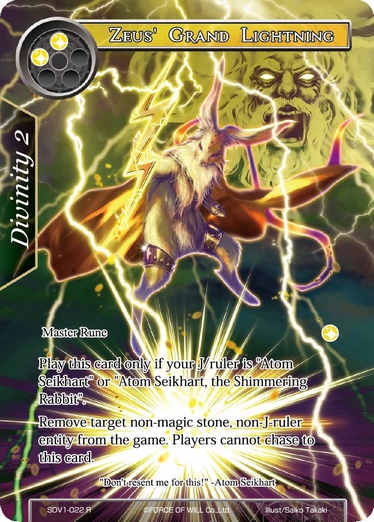 Zeus' Grand Lightning
Divinity 2
Master Rune
Play this card only if your J/ruler is "Atom
Seikhart" or "Atom Seikhart, the Shimmering
Rabbit".
Remove target non-magic stone, non-J-ruler
entity from the game. Players cannot chase to
this card.
"Don't resent me for this!" -Atom Seikhart
SDV1-022 R
©FORCE OF WILL Co.,Ltd.
Illust/Saiko Takaki